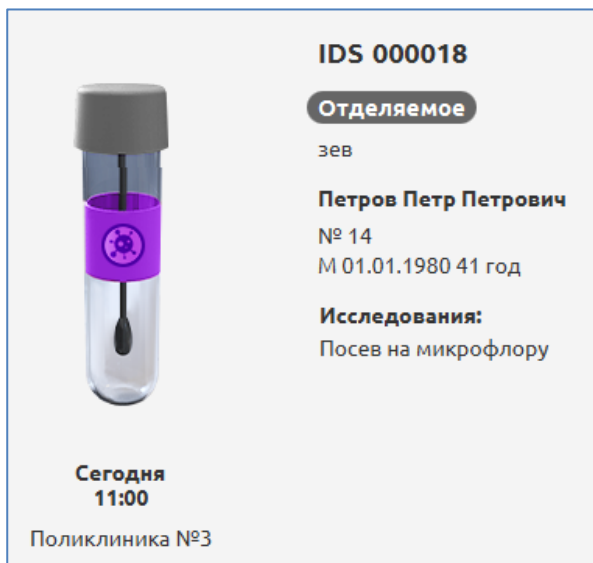 IDS 000018
Отделяемое
зев
Петров Петр Петрович
№ 14
М 01.01.1980 41 год
Исследования:
Посев на микрофлору
Сегодня
11:00
Поликлиника №3